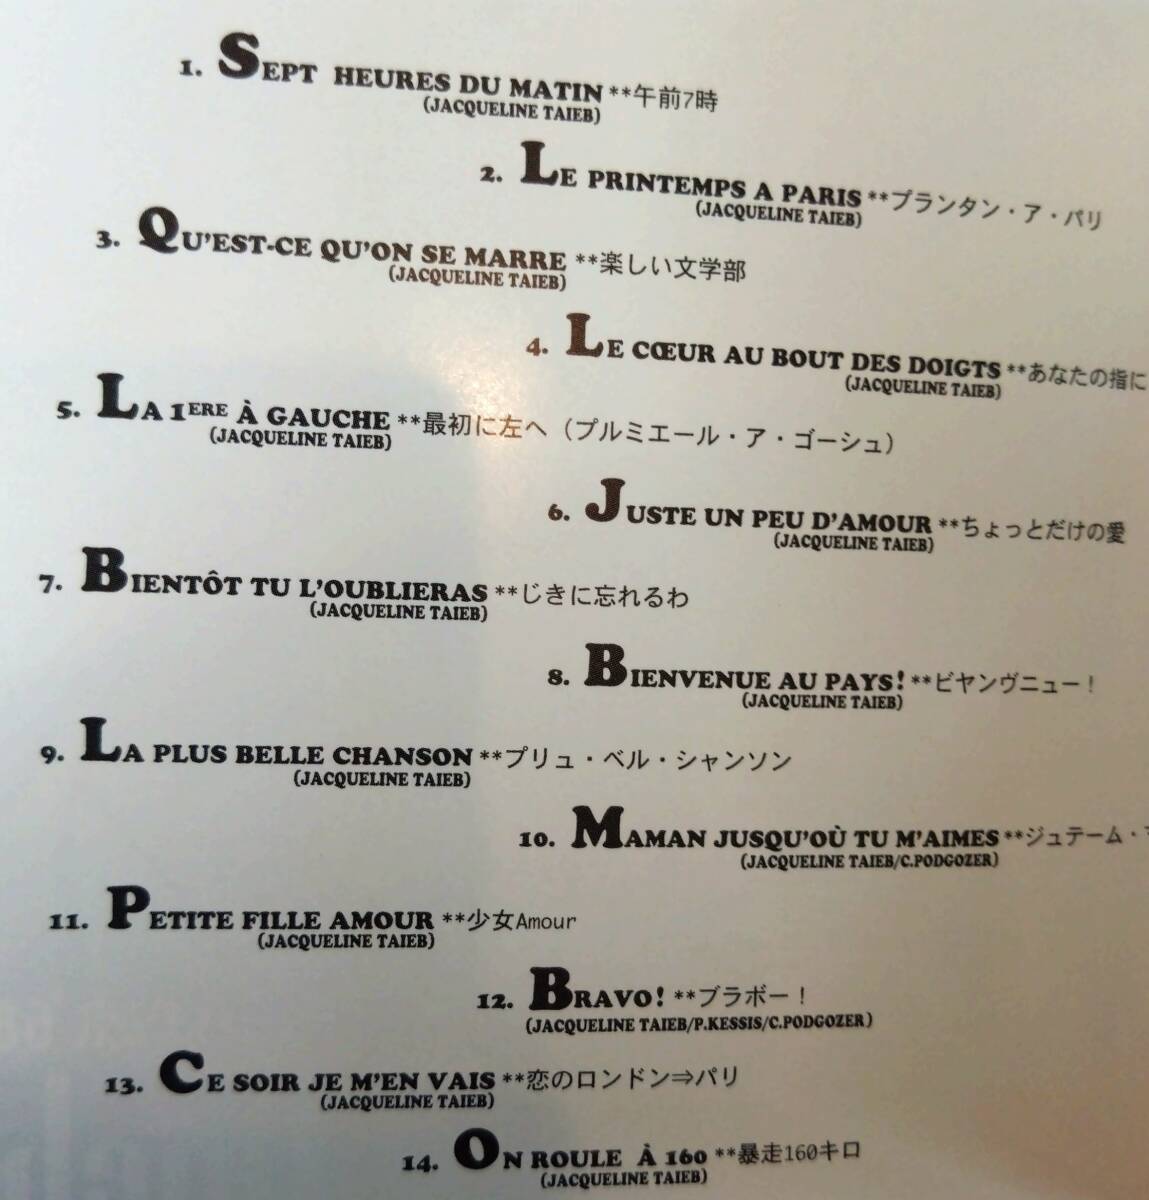 1. SEPT HEURES DU MATIN **午前7時
(JACQUELINE TAIEB)
2. LE PRINTEMPS A PARIS **プランタン・ア・パリ
(JACQUELINE TAIEB)
3. QU'EST-CE QU'ON SE MARRE **楽しい文学部
(JACQUELINE TAIEB)
4. LE CŒUR AU BOUT DES DOIGTS **あなたの指に
(JACQUELINE TAIEB)
5. LA 1ERE À GAUCHE **最初に左へ（プルミエール・ア・ゴーシュ）
(JACQUELINE TAIEB)
6. JUSTE UN PEU D'AMOUR **ちょっとだけの愛
(JACQUELINE TAIEB)
7. BIENTÔT TU L'OUBLIERAS **じきに忘れるわ
(JACQUELINE TAIEB)
8. BIENVENUE AU PAYS! **ビヤンヴニュー！
(JACQUELINE TAIEB)
9. LA PLUS BELLE CHANSON **プリュ・ベル・シャンソン
(JACQUELINE TAIEB)
10. MAMAN JUSQU'OÙ TU M'AIMES **ジュテーム・
(JACQUELINE TAIEB/C.PODGOZER)
11. PETITE FILLE AMOUR **少女Amour
(JACQUELINE TAIEB)
12. BRAVO! **ブラボー！
(JACQUELINE TAIEB/P.KESSIS/C.PODGOZER)
13. CE SOIR JE M'EN VAIS **恋のロンドン⇒パリ
(JACQUELINE TAIEB)
14. ON ROULE À 160 **暴走160キロ
(JACQUELINE TAIEB)